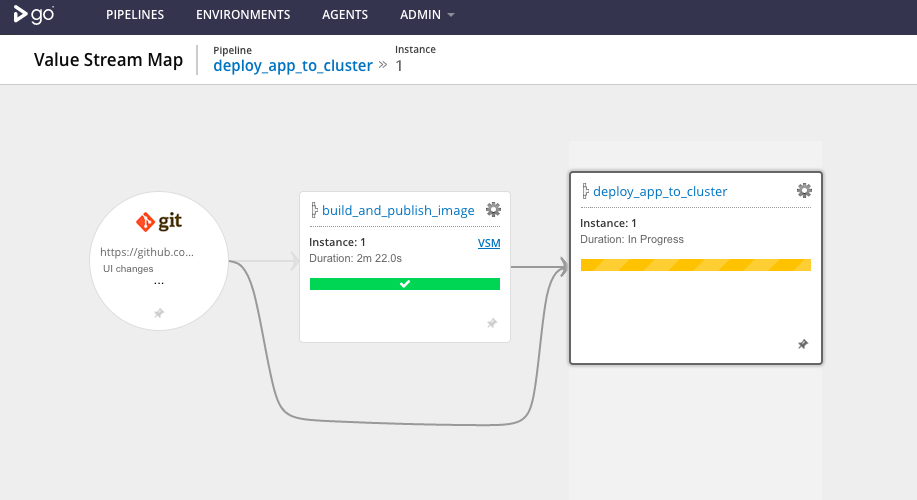 go
PIPELINES ENVIRONMENTS AGENTS ADMIN
Value Stream Map
Pipeline
deploy_app_to_cluster »
Instance
1
git
https://github.co...
UI changes
...
build_and_publish_image
Instance: 1 VSM
Duration: 2m 22.0s
deploy_app_to_cluster
Instance: 1
Duration: In Progress